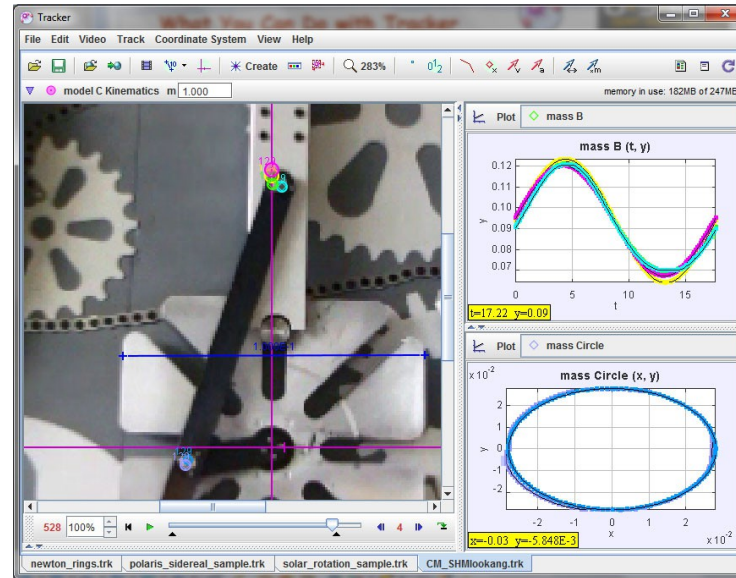 What You Can Do with Tracker
Tracker
File Edit Video Track Coordinate System View Help
Create 283%
model C Kinematics m 1.000 memory in use: 182MB of 247MB
Plot mass B
mass B (t, y)
0.12
0.11
0.10
0.09
0.08
0.07
y
0 5 10 15
t
t=17.22 y=0.09
Plot mass Circle
x 10^-2 mass Circle (x, y)
2
1
0
-1
-2
y
-2 -1 0 1 2
x
x 10^-2
x=-0.03 y=-5.848E-3
528 100% 4
newton_rings.trk polaris_sidereal_sample.trk solar_rotation_sample.trk CM_SHMlookang.trk